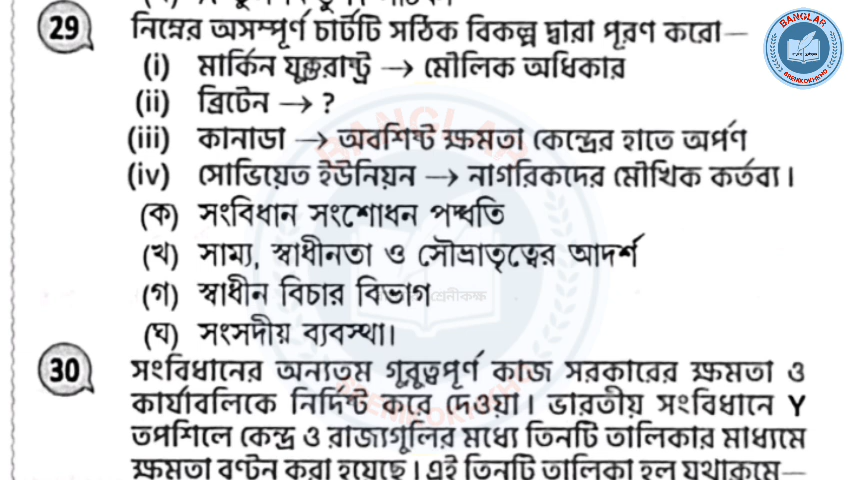 29 নিম্নের অসম্পূর্ণ চার্টটি সঠিক বিকল্প দ্বারা পূরণ করো—
(i) মার্কিন যুক্তরাষ্ট্র → মৌলিক অধিকার
(ii) ব্রিটেন → ?
(iii) কানাডা → অবশিষ্ট ক্ষমতা কেন্দ্রের হাতে অর্পণ
(iv) সোভিয়েত ইউনিয়ন → নাগরিকদের মৌখিক কর্তব্য।
(ক) সংবিধান সংশোধন পদ্ধতি
(খ) সাম্য, স্বাধীনতা ও সৌভ্রাতৃত্বের আদর্শ
(গ) স্বাধীন বিচার বিভাগ
(ঘ) সংসদীয় ব্যবস্থা।
30 সংবিধানের অন্যতম গুরুত্বপূর্ণ কাজ সরকারের ক্ষমতা ও
কার্যাবলিকে নির্দিষ্ট করে দেওয়া। ভারতীয় সংবিধানে Y
তপশিলে কেন্দ্র ও রাজ্যগুলির মধ্যে তিনটি তালিকার মাধ্যমে
ক্ষমতা বণ্টন করা হয়েছে। এই তিনটি তালিকা হল যথাক্রমে—
BANGLAR
SHENIKOKKHO